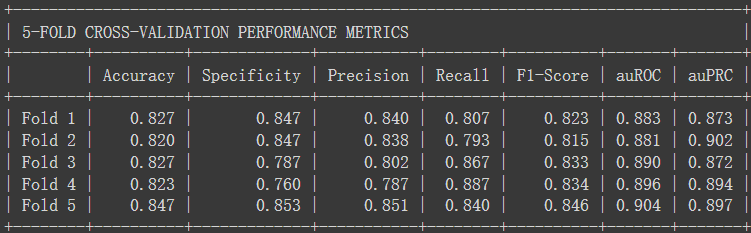 5-FOLD CROSS-VALIDATION PERFORMANCE METRICS
Accuracy | Specificity | Precision | Recall | F1-Score | auROC | auPRC
Fold 1 | 0.827 | 0.847 | 0.840 | 0.807 | 0.823 | 0.883 | 0.873
Fold 2 | 0.820 | 0.847 | 0.838 | 0.793 | 0.815 | 0.881 | 0.902
Fold 3 | 0.827 | 0.787 | 0.802 | 0.867 | 0.833 | 0.890 | 0.872
Fold 4 | 0.823 | 0.760 | 0.787 | 0.887 | 0.834 | 0.896 | 0.894
Fold 5 | 0.847 | 0.853 | 0.851 | 0.840 | 0.846 | 0.904 | 0.897